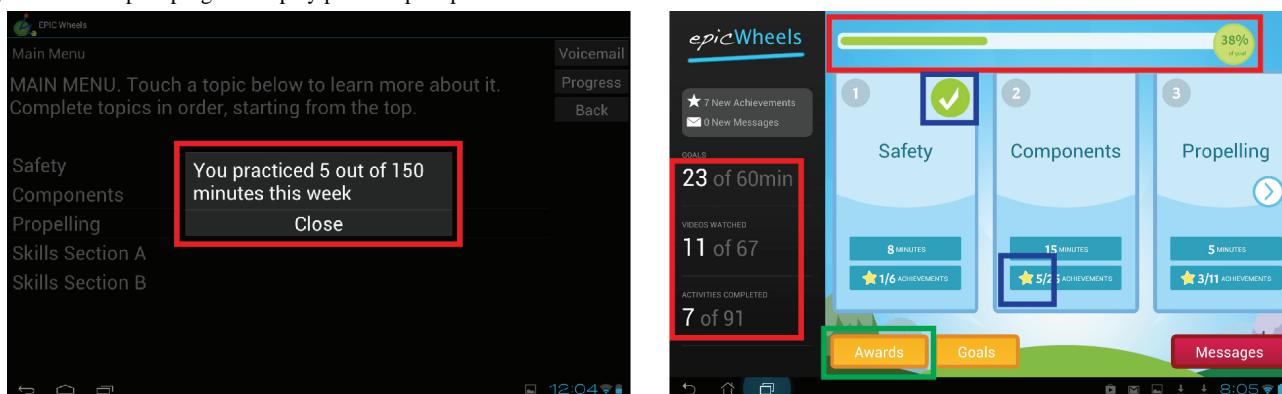 EPIC Wheels
Main Menu
Voicemail
MAIN MENU. Touch a topic below to learn more about it.
Complete topics in order, starting from the top.
Progress
Back
Safety
Components
Propelling
Skills Section A
Skills Section B
You practiced 5 out of 150
minutes this week
Close
12:04
epicWheels
7 New Achievements
0 New Messages
GOALS
23 of 60min
VIDEOS WATCHED
11 of 67
ACTIVITIES COMPLETED
7 of 91
38%
of goal
1
Safety
8 MINUTES
1/6 ACHIEVEMENTS
2
Components
15 MINUTES
5/25 ACHIEVEMENTS
3
Propelling
5 MINUTES
3/11 ACHIEVEMENTS
Awards
Goals
Messages
8:05